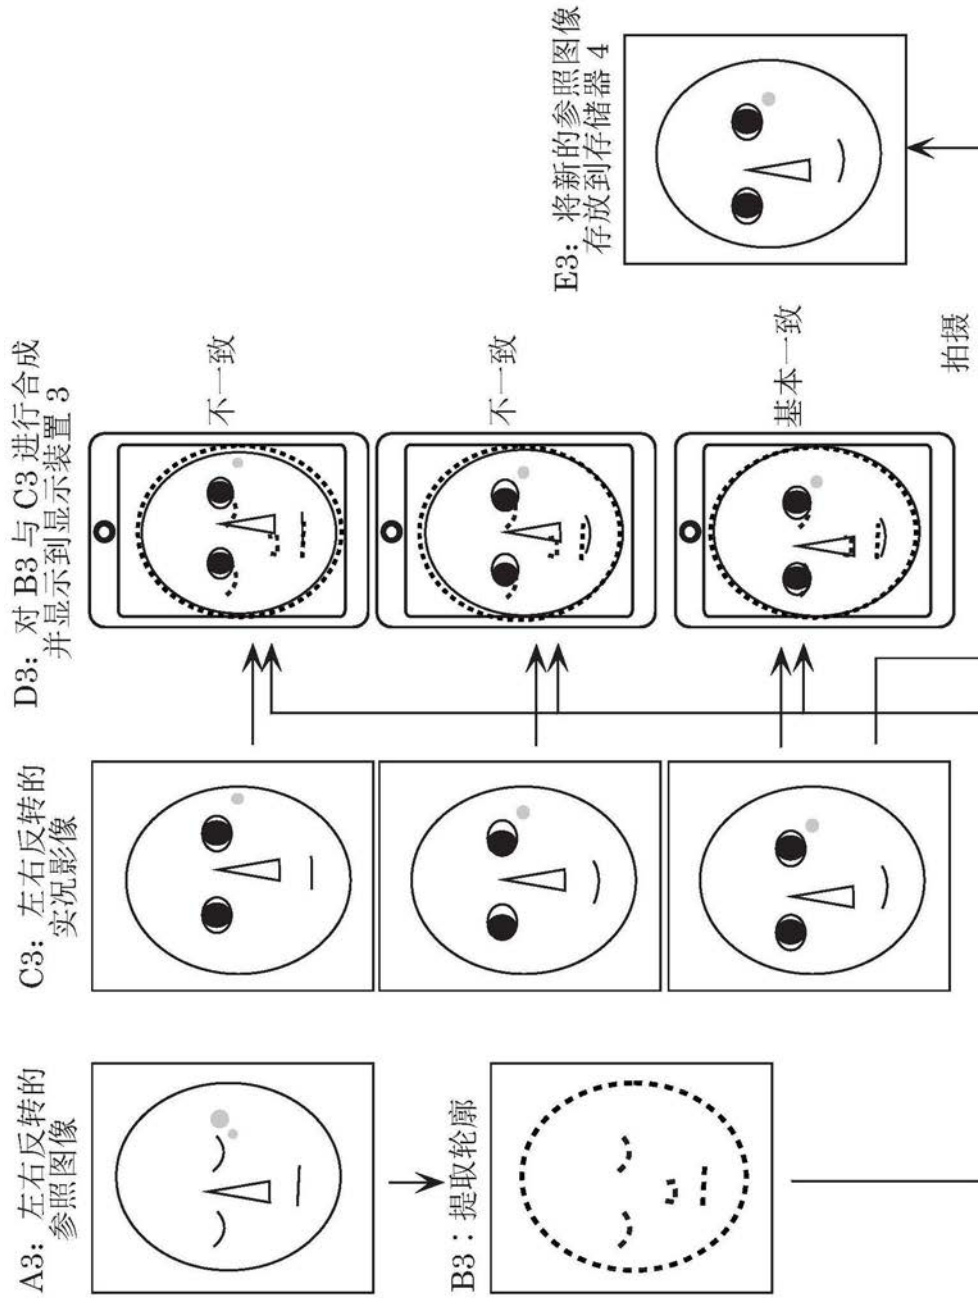 A3：左右反转的
参照图像
B3：提取轮廓
C3：左右反转的
实况影像
D3：对 B3 与 C3 进行合成
并显示到显示装置 3
不一致
不一致
基本一致
拍摄
E3：将新的参照图像
存放到存储器 4